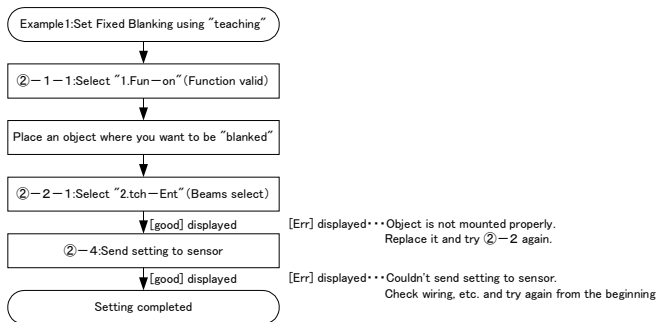 Example1:Set Fixed Blanking using "teaching"
②−1−1:Select "1.Fun−on"(Function valid)
Place an object where you want to be "blanked"
②−2−1:Select "2.tch−Ent"(Beams select)
[good] displayed
[Err] displayed・・・Object is not mounted properly.
Replace it and try ②−2 again.
②−4:Send setting to sensor
[good] displayed
[Err] displayed・・・Couldn't send setting to sensor.
Check wiring, etc. and try again from the beginning
Setting completed